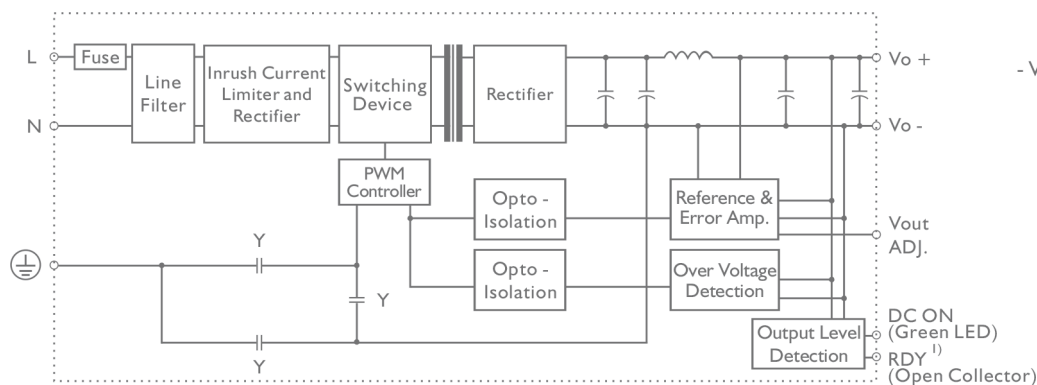 L
Fuse
Line
Filter
Inrush Current
Limiter and
Rectifier
Switching
Device
Rectifier
Vo +
- V
N
Vo -
PWM
Controller
Opto -
Isolation
Reference &
Error Amp.
Vout
ADJ.
Y
Y
Y
Opto -
Isolation
Over Voltage
Detection
Output Level
Detection
DC ON
(Green LED)
RDY 1)
(Open Collector)